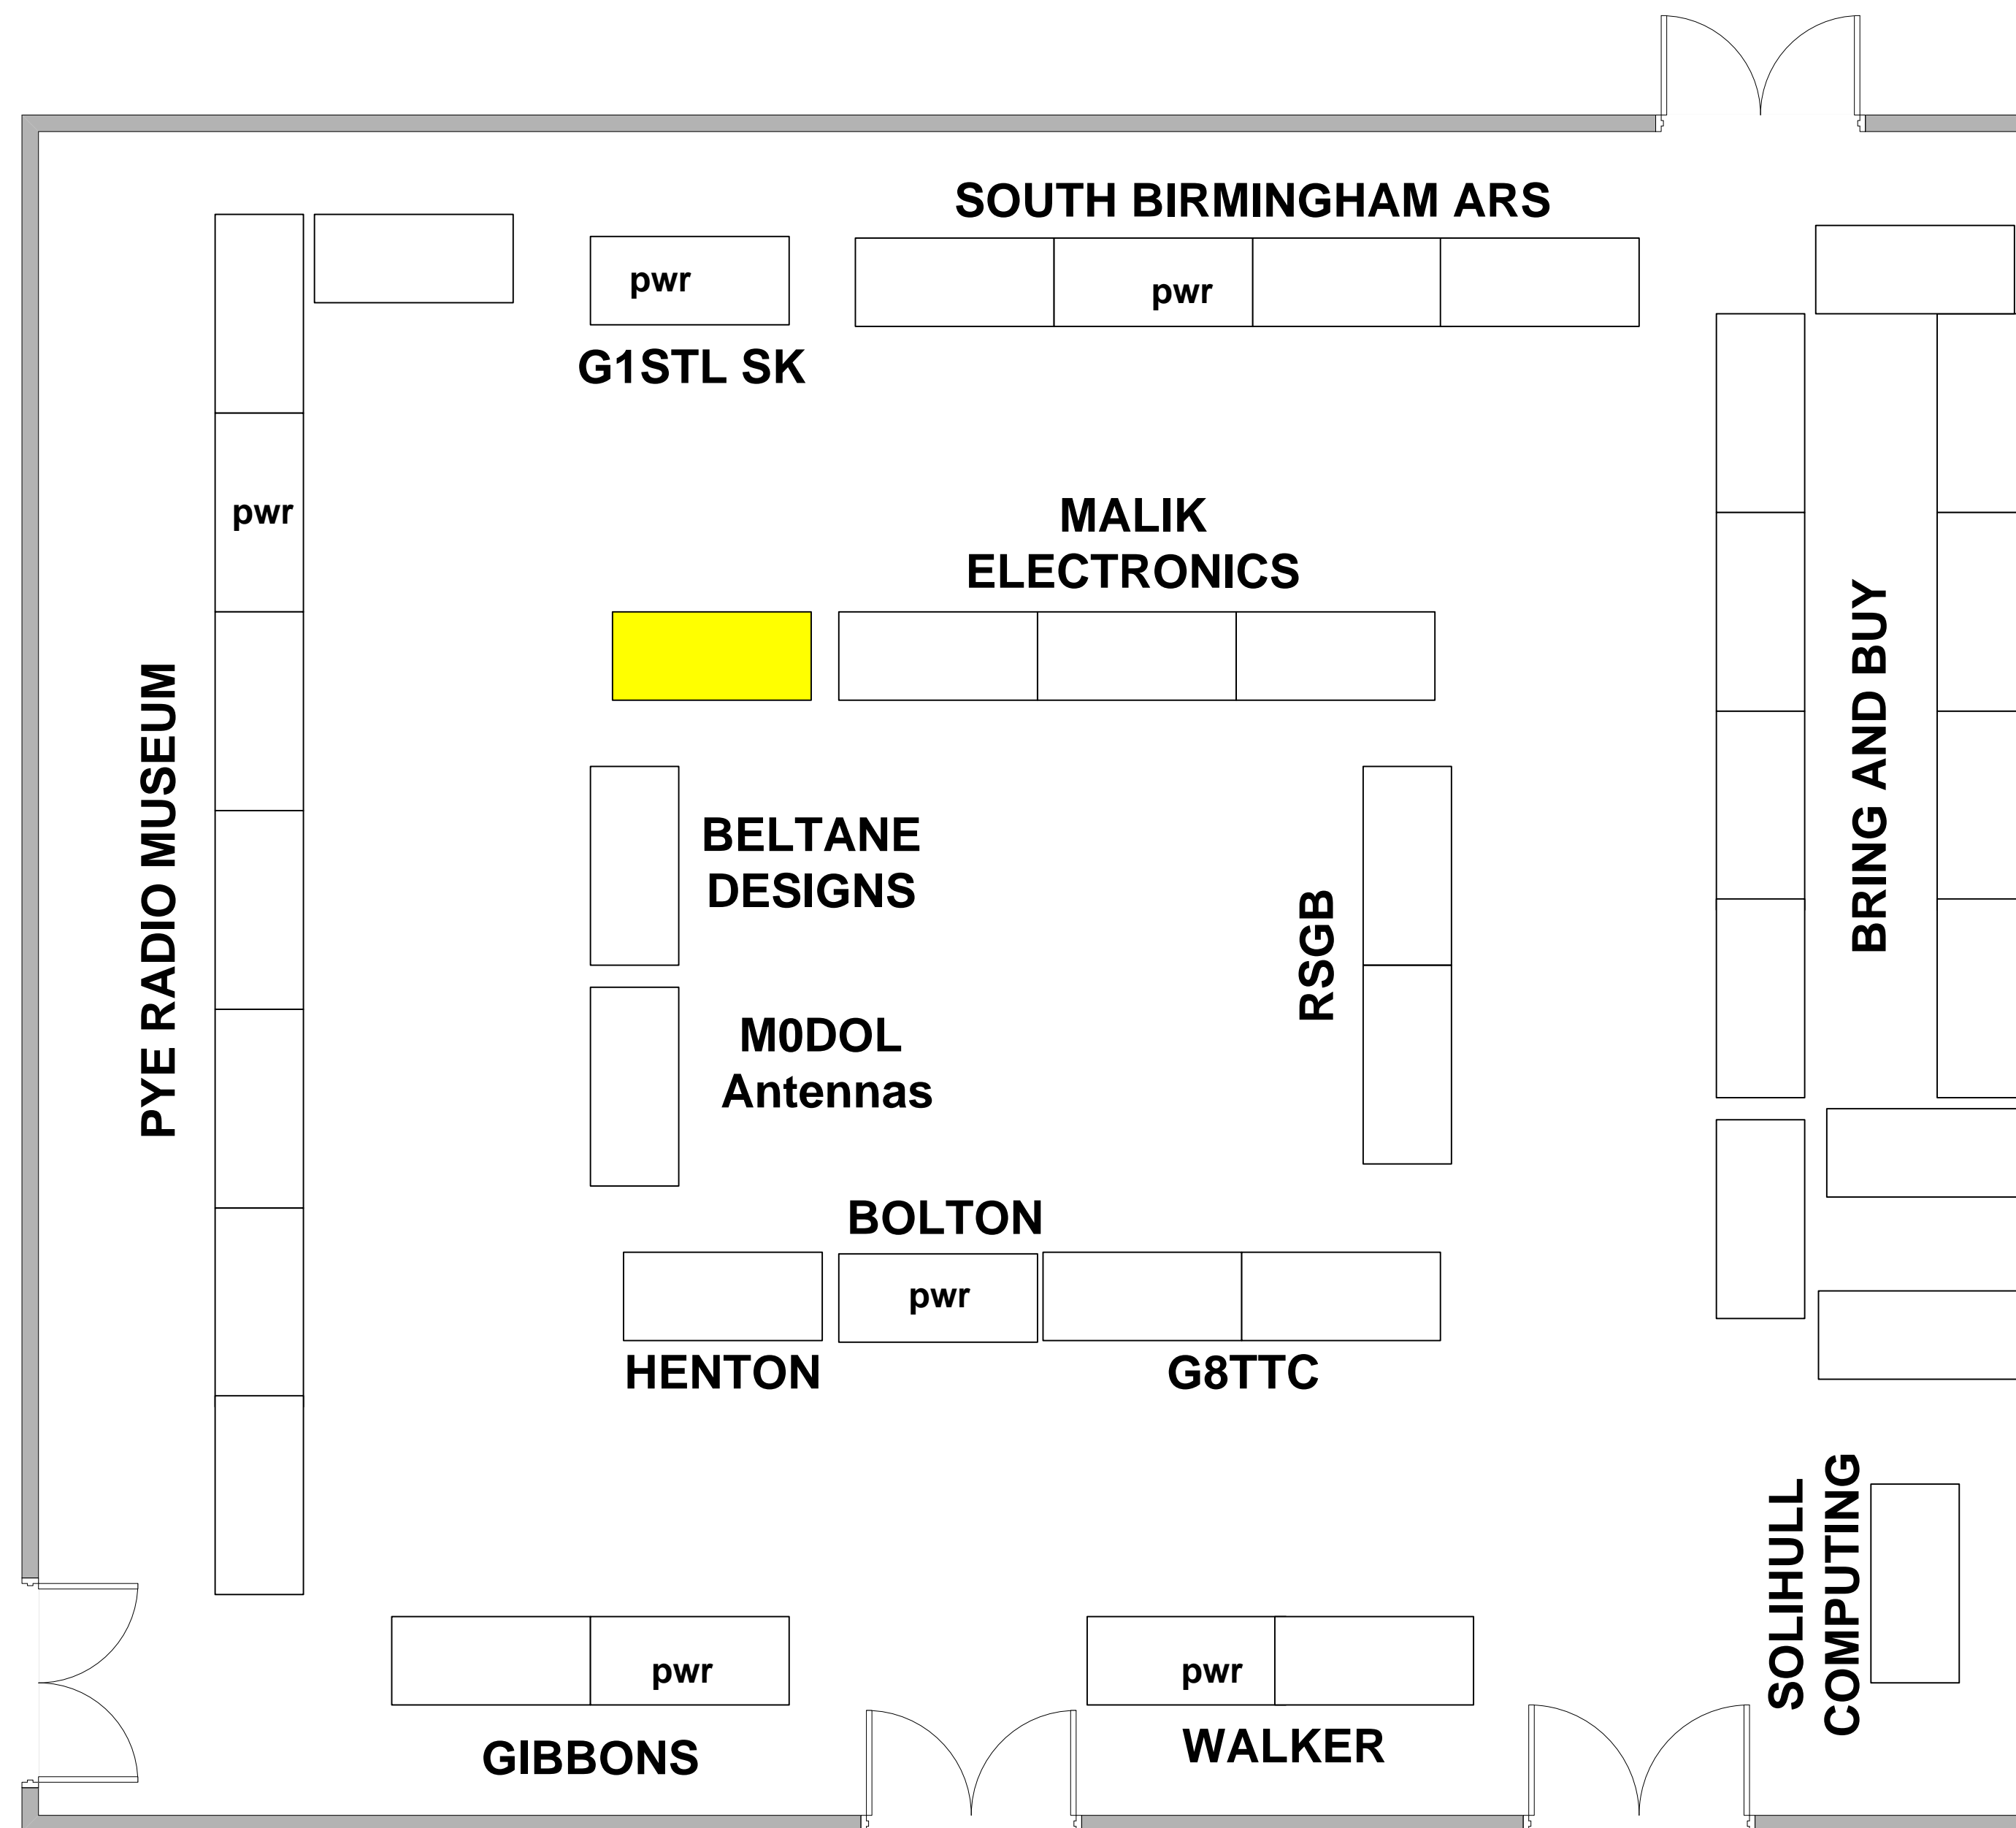 SOUTH BIRMINGHAM ARS
pwr
pwr
G1STL SK
pwr
MALIK
ELECTRONICS
PYE RADIO MUSEUM
BELTANE
DESIGNS
RSGB
BRING AND BUY
M0DOL
Antennas
BOLTON
pwr
HENTON
G8TTC
SOLIHULL
COMPUTING
pwr
pwr
GIBBONS
WALKER